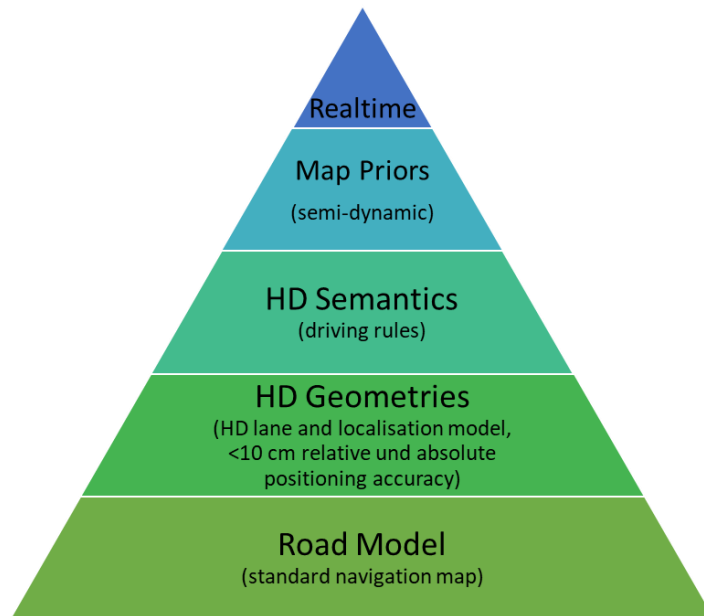 Realtime
Map Priors
(semi-dynamic)
HD Semantics
(driving rules)
HD Geometries
(HD lane and localisation model,
<10 cm relative und absolute
positioning accuracy)
Road Model
(standard navigation map)